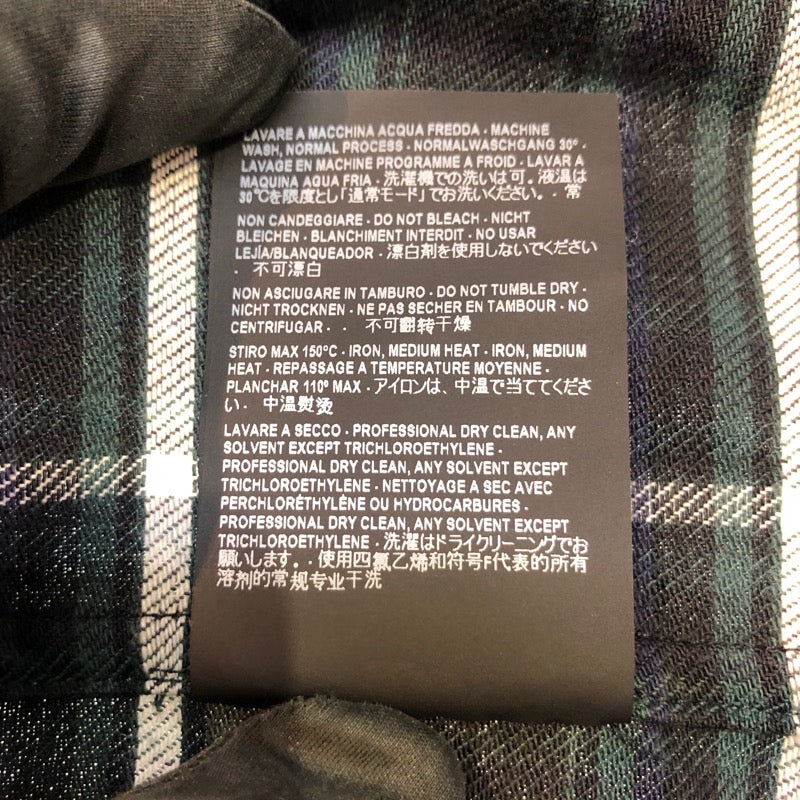 LAVARE A MACCHINA ACQUA FREDDA - MACHINE
WASH, NORMAL PROCESS - NORMALWASCHGANG 30° -
LAVAGE EN MACHINE PROGRAMME A FROID - LAVAR A
MAQUINA AGUA FRIA - 洗濯機での洗いは可。液温は
30℃を限度とし「通常モード」でお洗いください。 - 常
NON CANDEGGIARE - DO NOT BLEACH - NICHT
BLEICHEN - BLANCHIMENT INTERDIT - NO USAR
LEJÍA/BLANQUEADOR - 漂白剤を使用しないでください
- 不可漂白
NON ASCIUGARE IN TAMBURO - DO NOT TUMBLE DRY -
NICHT TROCKNEN - NE PAS SECHER EN TAMBOUR - NO
CENTRIFUGAR - - 不可翻转干燥
STIRO MAX 150°C - IRON, MEDIUM HEAT - IRON, MEDIUM
HEAT - REPASSAGE A TEMPERATURE MOYENNE -
PLANCHAR 110° MAX - アイロンは、中温で当ててくださ
い - 中温熨烫
LAVARE A SECCO - PROFESSIONAL DRY CLEAN, ANY
SOLVENT EXCEPT TRICHLOROETHYLENE -
PROFESSIONAL DRY CLEAN, ANY SOLVENT EXCEPT
TRICHLOROETHYLENE - NETTOYAGE A SEC AVEC
PERCHLORÉTHYLÈNE OU HYDROCARBURES -
PROFESSIONAL DRY CLEAN, ANY SOLVENT EXCEPT
TRICHLOROETHYLENE - 洗濯はドライクリーニングでお
願いします。 - 使用四氯乙烯和符号F代表的所有
溶剂的常规专业干洗